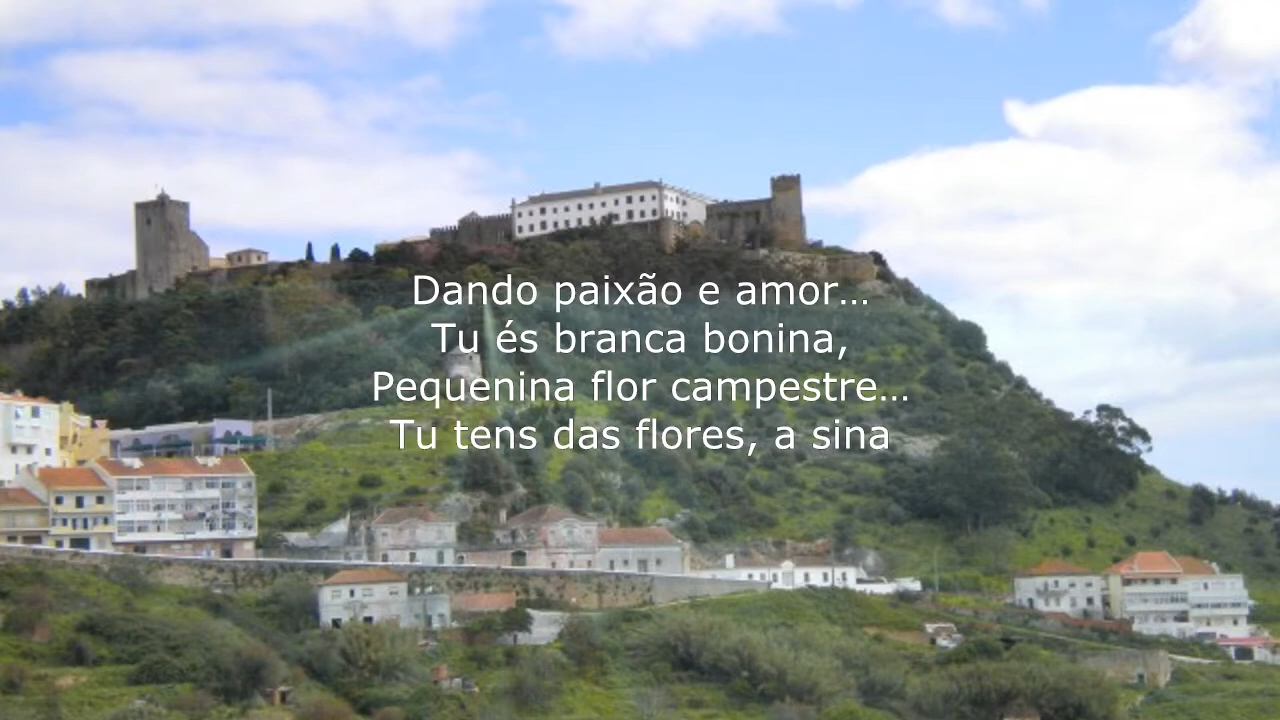 Dando paixão e amor…
Tu és branca bonina,
Pequenina flor campestre…
Tu tens das flores, a sina